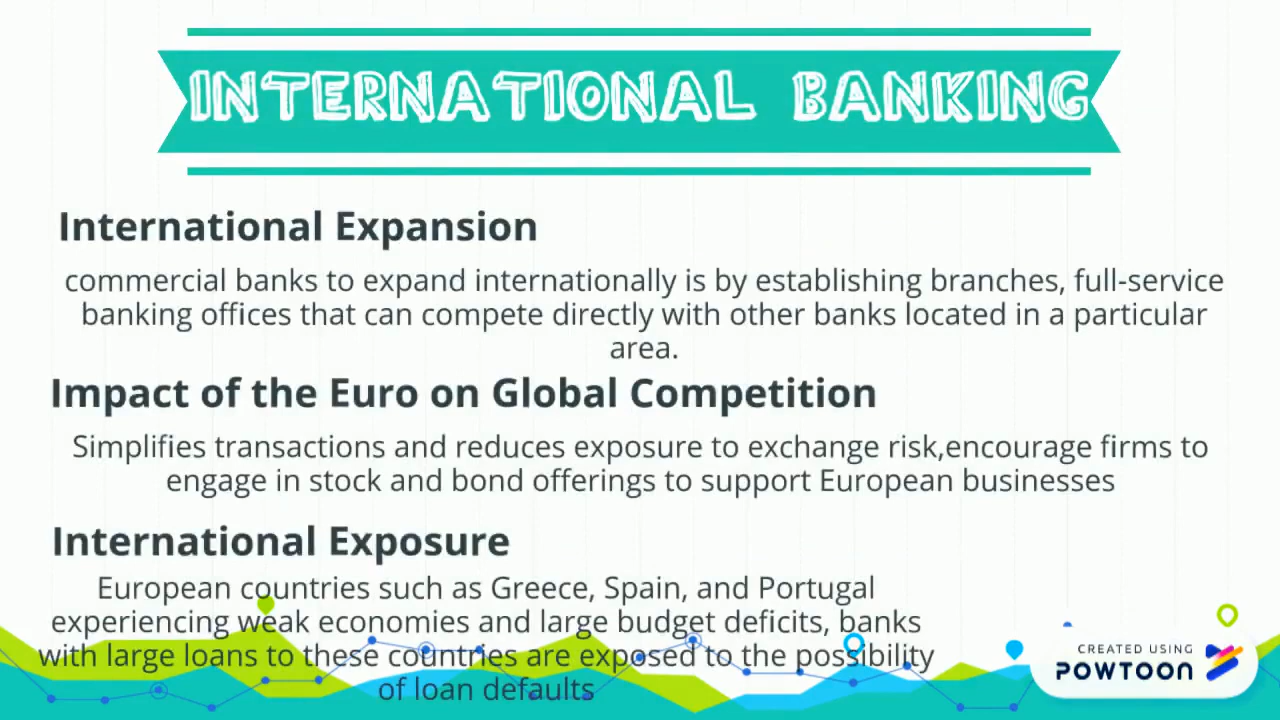 INTERNATIONAL BANKING
International Expansion
commercial banks to expand internationally is by establishing branches, full-service
banking offices that can compete directly with other banks located in a particular
area.
Impact of the Euro on Global Competition
Simplifies transactions and reduces exposure to exchange risk,encourage firms to
engage in stock and bond offerings to support European businesses
International Exposure
European countries such as Greece, Spain, and Portugal
experiencing weak economies and large budget deficits, banks
with large loans to these countries are exposed to the possibility
of loan defaults
CREATED USING
POWTOON